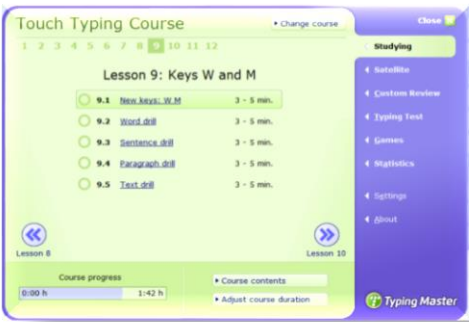 Touch Typing Course
Change course
1 2 3 4 5 6 7 8 9 10 11 12
Lesson 9: Keys W and M
9.1 New keys: W M 3 - 5 min.
9.2 Word drill 3 - 5 min.
9.3 Sentence drill 3 - 5 min.
9.4 Paragraph drill 3 - 5 min.
9.5 Text drill 3 - 5 min.
Lesson 8
Lesson 10
Course progress
0:00 h 1:42 h
Course contents
Adjust course duration
Close
Studying
Satellite
Custom Review
Typing Test
Games
Statistics
Settings
About
Typing Master